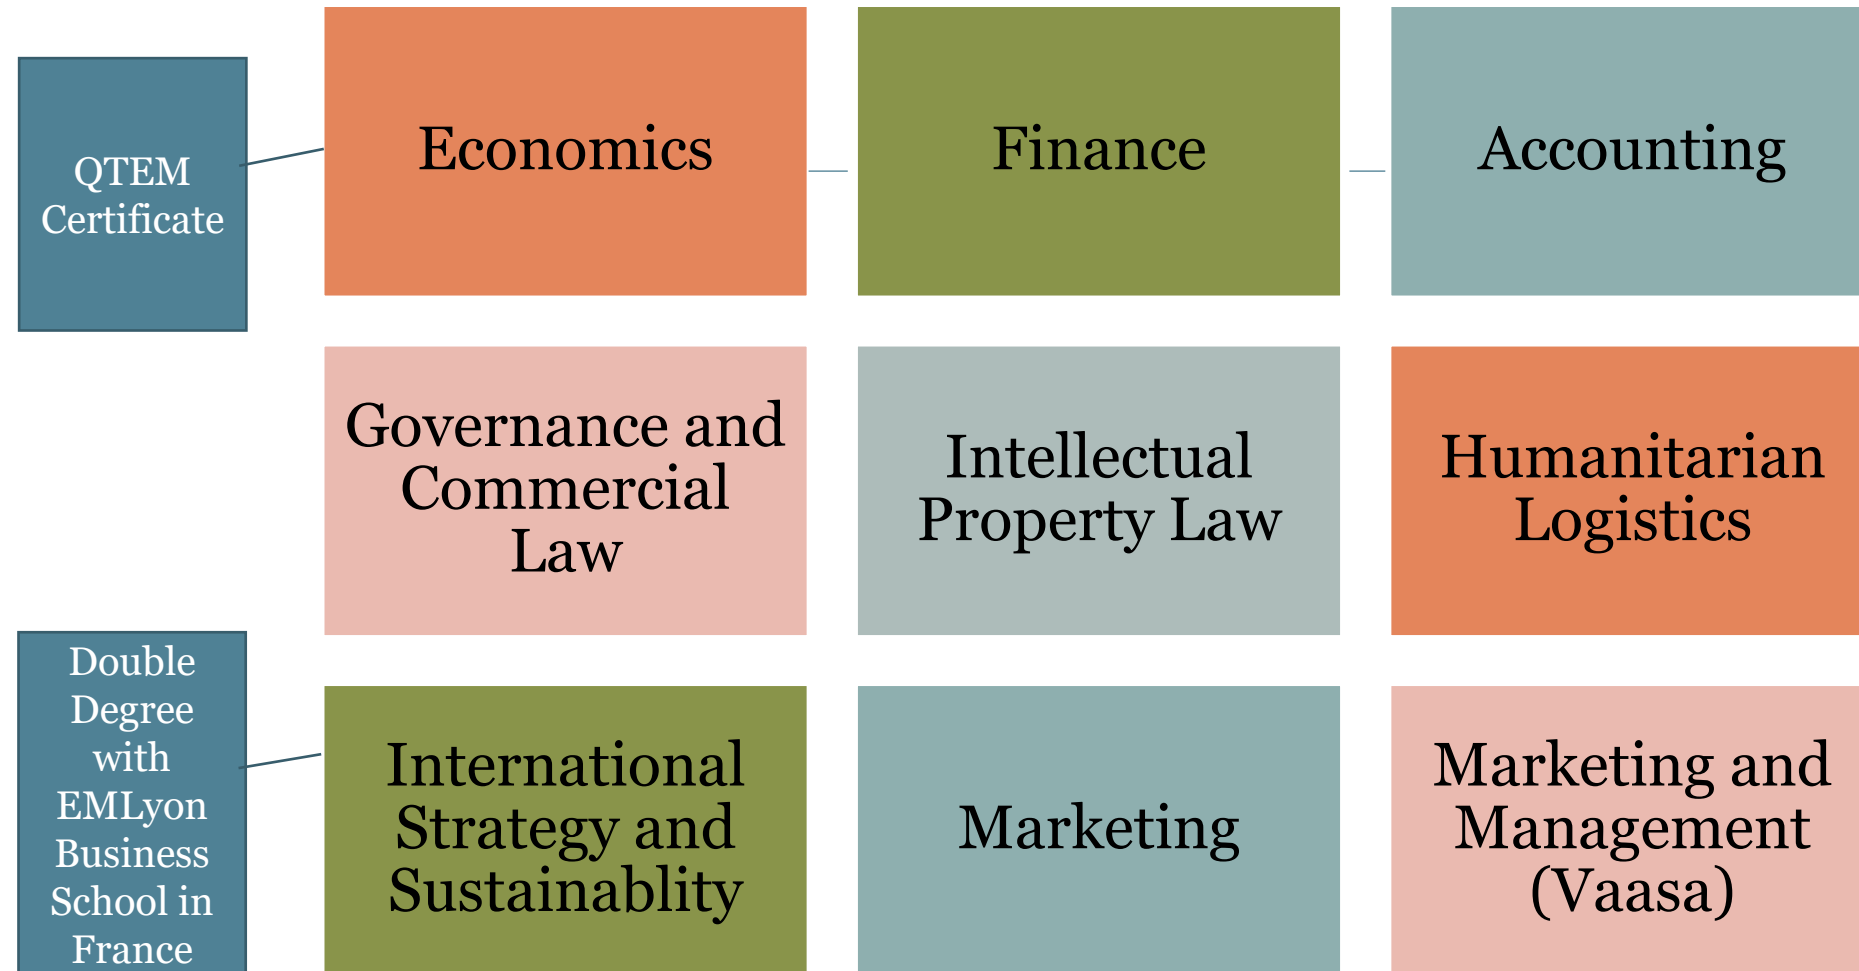 QTEM
Certificate
Economics
Finance
Accounting
Governance and
Commercial
Law
Intellectual
Property Law
Humanitarian
Logistics
Double
Degree
with
EMLyon
Business
School in
France
International
Strategy and
Sustainablity
Marketing
Marketing and
Management
(Vaasa)